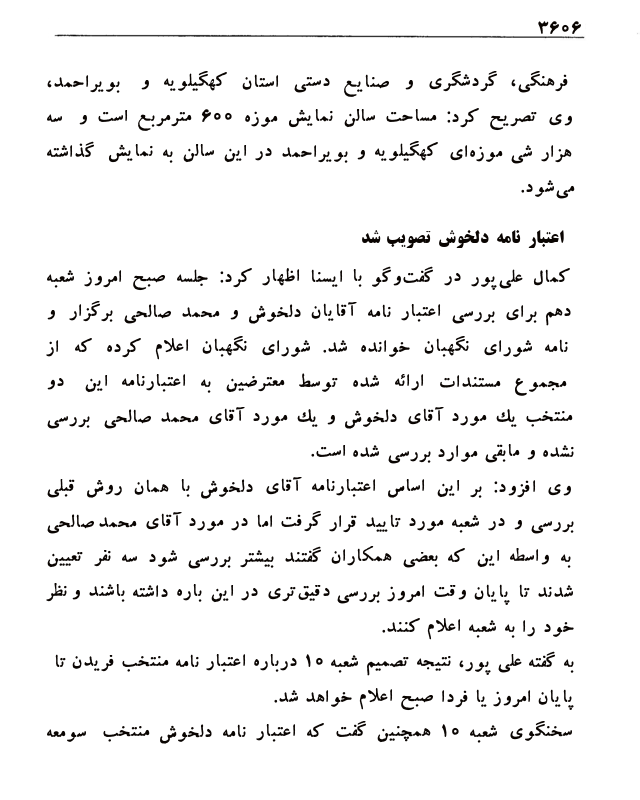 ۳۶۰۶
فرهنگی، گردشگری و صنایع دستی استان کهگیلویه و بویراحمد،
وی تصریح کرد: مساحت سالن نمایش موزه ۶۰۰ مترمربع است و سه
هزار شی موزه‌ای کهگیلویه و بویراحمد در این سالن به نمایش گذاشته
می‌شود.
اعتبار نامه دلخوش تصویب شد
کمال علی‌پور در گفت‌وگو با ایسنا اظهار کرد: جلسه صبح امروز شعبه
دهم برای بررسی اعتبار نامه آقایان دلخوش و محمد صالحی برگزار و
نامه شورای نگهبان خوانده شد. شورای نگهبان اعلام کرده که از
مجموع مستندات ارائه شده توسط معترضین به اعتبارنامه این دو
منتخب یك مورد آقای دلخوش و یك مورد آقای محمد صالحی بررسی
نشده و مابقی موارد بررسی شده است.
وی افزود: بر این اساس اعتبارنامه آقای دلخوش با همان روش قبلی
بررسی و در شعبه مورد تایید قرار گرفت اما در مورد آقای محمدصالحی
به واسطه این که بعضی همکاران گفتند بیشتر بررسی شود سه نفر تعیین
شدند تا پایان وقت امروز بررسی دقیق‌تری در این باره داشته باشند و نظر
خود را به شعبه اعلام کنند.
به گفته علی پور، نتیجه تصمیم شعبه ۱۰ درباره اعتبار نامه منتخب فریدن تا
پایان امروز یا فردا صبح اعلام خواهد شد.
سخنگوی شعبه ۱۰ همچنین گفت که اعتبار نامه دلخوش منتخب سومعه